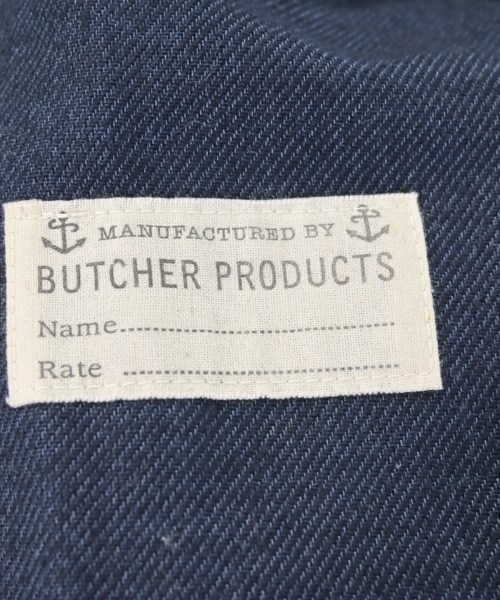 MANUFACTURED BY
BUTCHER PRODUCTS
Name
Rate